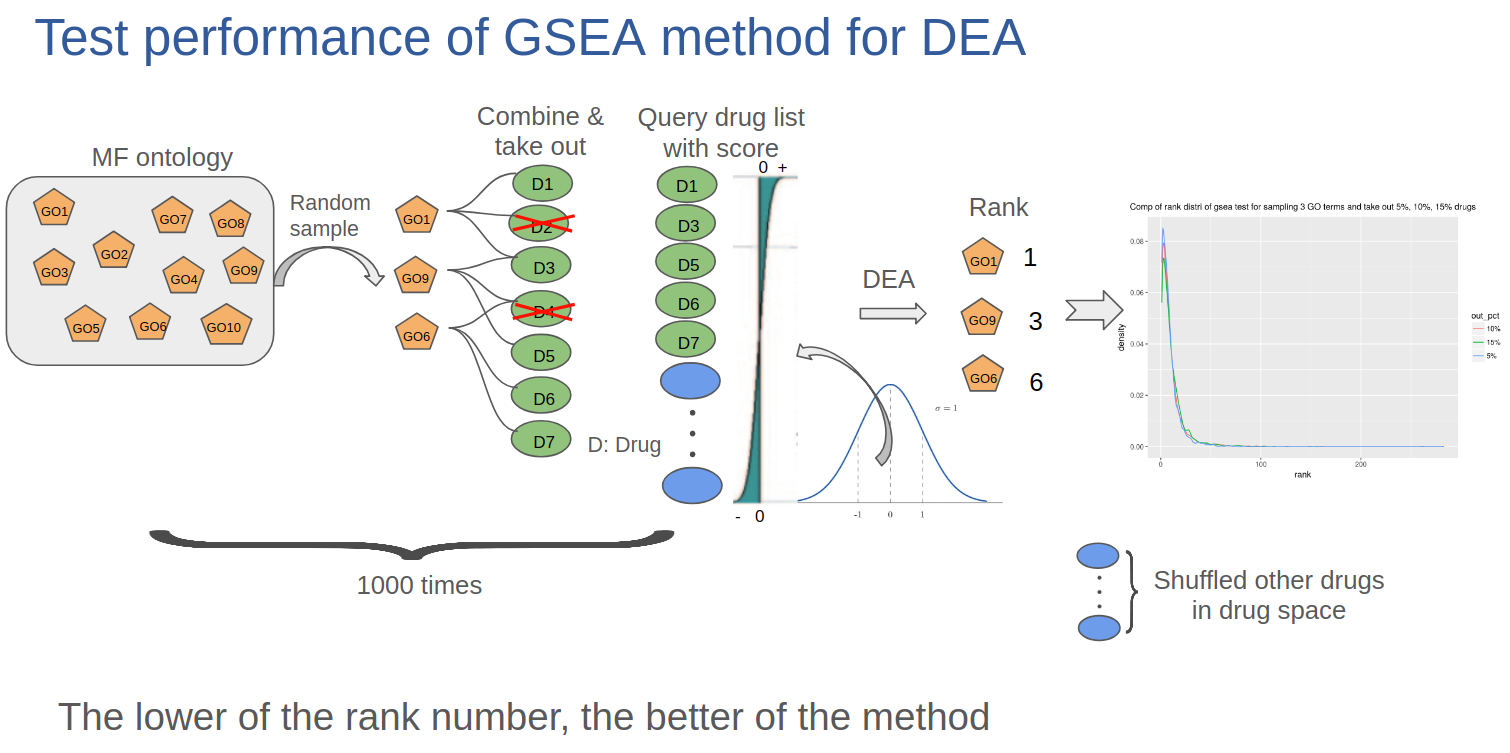 Test performance of GSEA method for DEA
MF ontology
GO1
GO7
GO8
GO2
GO3
GO4
GO9
GO5
GO6
GO10
Random
sample
GO1
GO9
GO6
Combine &
take out
D1
D2
D3
D4
D5
D6
D7
D: Drug
Query drug list
with score
D1
D3
D5
D6
D7
0 +
- 0
DEA
σ = 1
-1 0 1
Rank
GO1 1
GO9 3
GO6 6
Comp of rank distri of gsea test for sampling 3 GO terms and take out 5%, 10%, 15% drugs
density
0.08
0.06
0.04
0.02
0.00
0 100 200
rank
out_pct
10%
15%
5%
1000 times
Shuffled other drugs
in drug space
The lower of the rank number, the better of the method